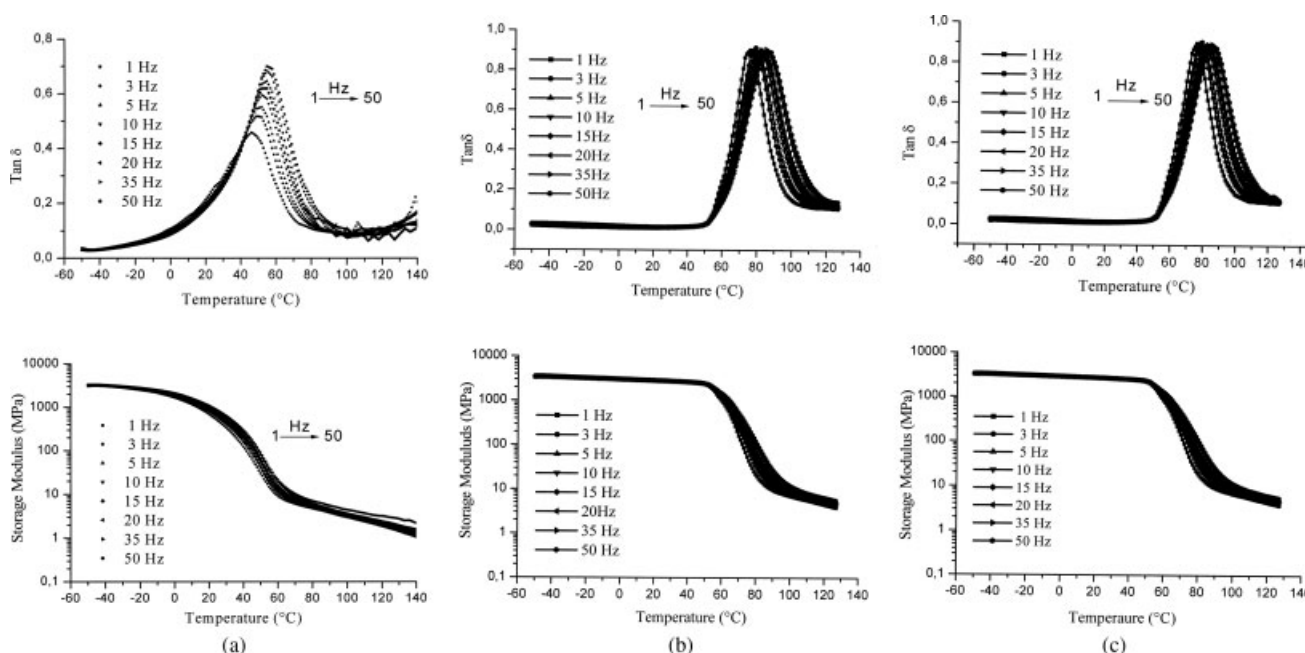 0,8
0,6
0,4
0,2
0,0
Tan δ
1 Hz
3 Hz
5 Hz
10 Hz
15 Hz
20 Hz
35 Hz
50 Hz
Hz
1 50
-60 -40 -20 0 20 40 60 80 100 120 140
Temperature (°C)
1,0
0,8
0,6
0,4
0,2
0,0
Tanδ
1 Hz
3 Hz
5 Hz
10 Hz
15Hz
20Hz
35Hz
50Hz
Hz
1 50
-60 -40 -20 0 20 40 60 80 100 120 140
Temperature (°C)
1,0
0,8
0,6
0,4
0,2
0,0
Tan δ
1 Hz
3 Hz
5 Hz
10 Hz
15 Hz
20 Hz
35 Hz
50 Hz
Hz
1 50
-60 -40 -20 0 20 40 60 80 100 120 140
Temperature (°C)
10000
1000
100
10
1
0,1
Storage Modulus (MPa)
1 Hz
3 Hz
5 Hz
10 Hz
15 Hz
20 Hz
35 Hz
50 Hz
Hz
1 50
-60 -40 -20 0 20 40 60 80 100 120 140
Temperature (°C)
(a)
10000
1000
100
10
1
0,1
Storage Moduluds (MPa)
1 Hz
3 Hz
5 Hz
10 Hz
15 Hz
20Hz
35 Hz
50 Hz
-60 -40 -20 0 20 40 60 80 100 120 140
Temperature (°C)
(b)
10000
1000
100
10
1
0,1
Storage Modulus (MPa)
1 Hz
3 Hz
5 Hz
10 Hz
15 Hz
20 Hz
35 Hz
50 Hz
-60 -40 -20 0 20 40 60 80 100 120 140
Temperaure (°C)
(c)